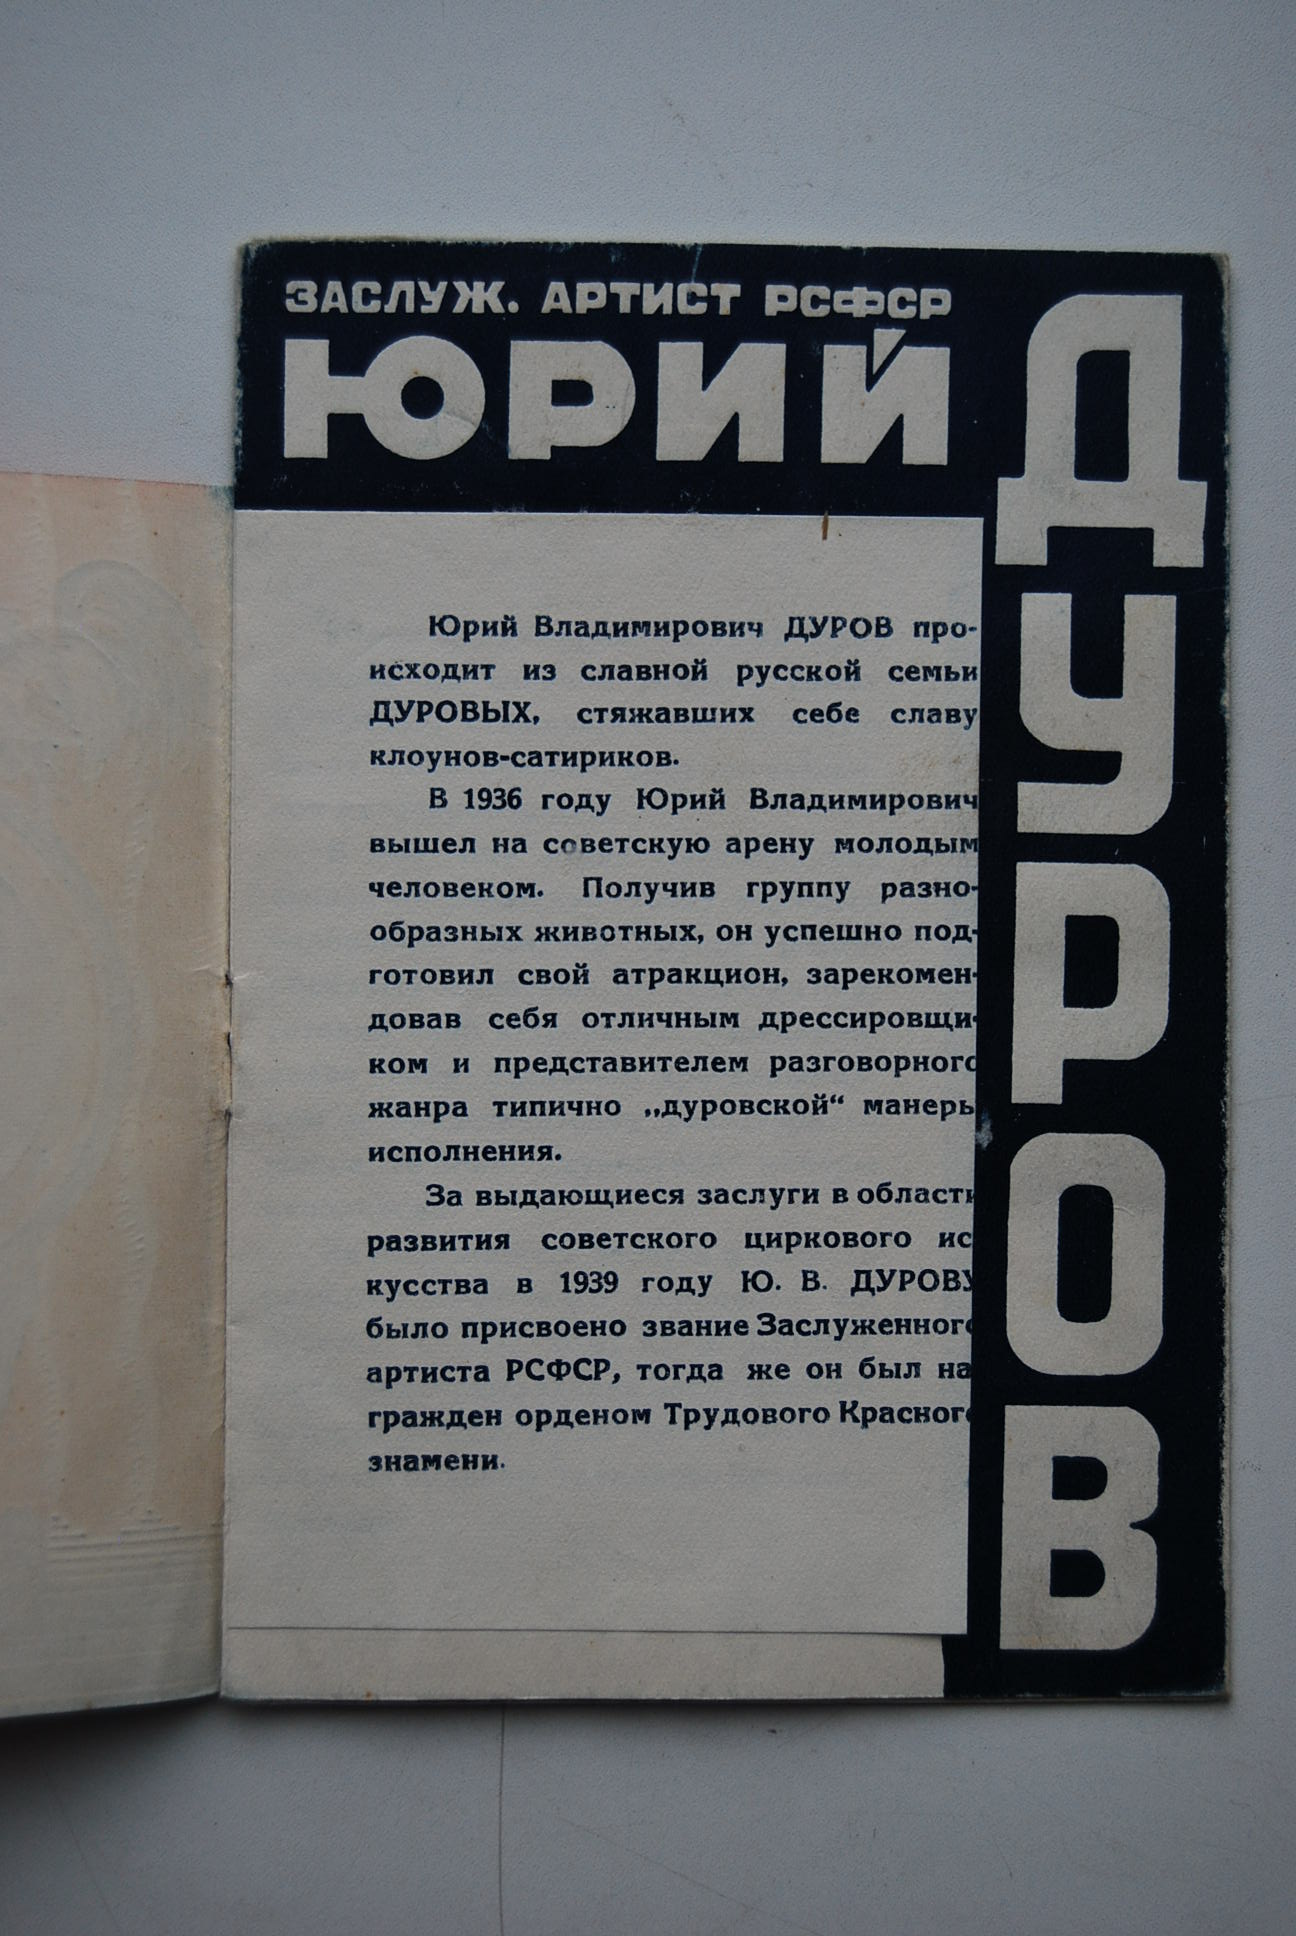 ЗАСЛУЖ. АРТИСТ РСФСР
ЮРИЙ
ДУРОВ
Юрий Владимирович ДУРОВ про-
исходит из славной русской семьи
ДУРОВЫХ, стяжавших себе славу
клоунов-сатириков.
В 1936 году Юрий Владимирович
вышел на советскую арену молодым
человеком. Получив группу разно-
образных животных, он успешно под-
готовил свой атракцион, зарекомен-
довав себя отличным дрессировщи-
ком и представителем разговорного
жанра типично „дуровской“ манеры
исполнения.
За выдающиеся заслуги в области
развития советского циркового ис
кусства в 1939 году Ю. В. ДУРОВУ
было присвоено звание Заслуженного
артиста РСФСР, тогда же он был на
гражден орденом Трудового Красного
знамени.